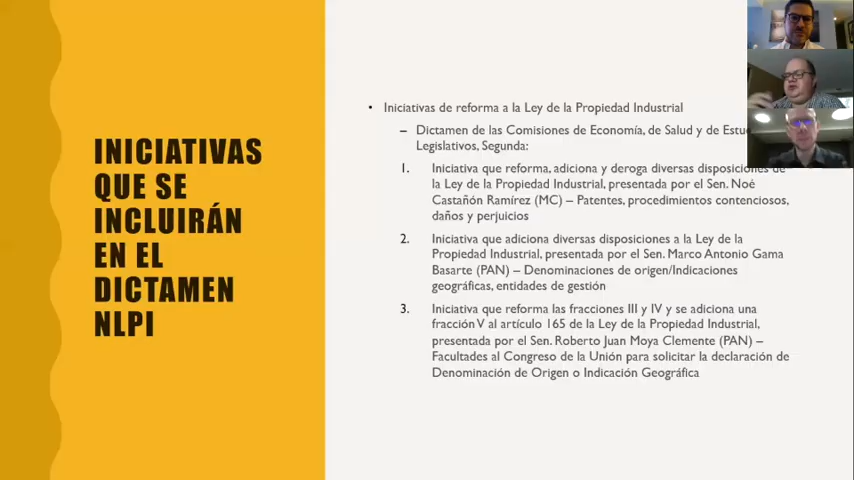 INICIATIVAS
QUE SE
INCLUIRÁN
EN EL
DICTAMEN
NLPI
• Iniciativas de reforma a la Ley de la Propiedad Industrial
– Dictamen de las Comisiones de Economía, de Salud y de
Legislativos, Segunda:
1. Iniciativa que reforma, adiciona y deroga diversas disposiciones de
la Ley de la Propiedad Industrial, presentada por el Sen. Noé
Castañón Ramírez (MC) – Patentes, procedimientos contenciosos,
daños y perjuicios
2. Iniciativa que adiciona diversas disposiciones a la Ley de la
Propiedad Industrial, presentada por el Sen. Marco Antonio Gama
Basarte (PAN) – Denominaciones de origen/Indicaciones
geográficas, entidades de gestión
3. Iniciativa que reforma las fracciones III y IV y se adiciona una
fracción V al artículo 165 de la Ley de la Propiedad Industrial,
presentada por el Sen. Roberto Juan Moya Clemente (PAN) –
Facultades al Congreso de la Unión para solicitar la declaración de
Denominación de Origen o Indicación Geográfica